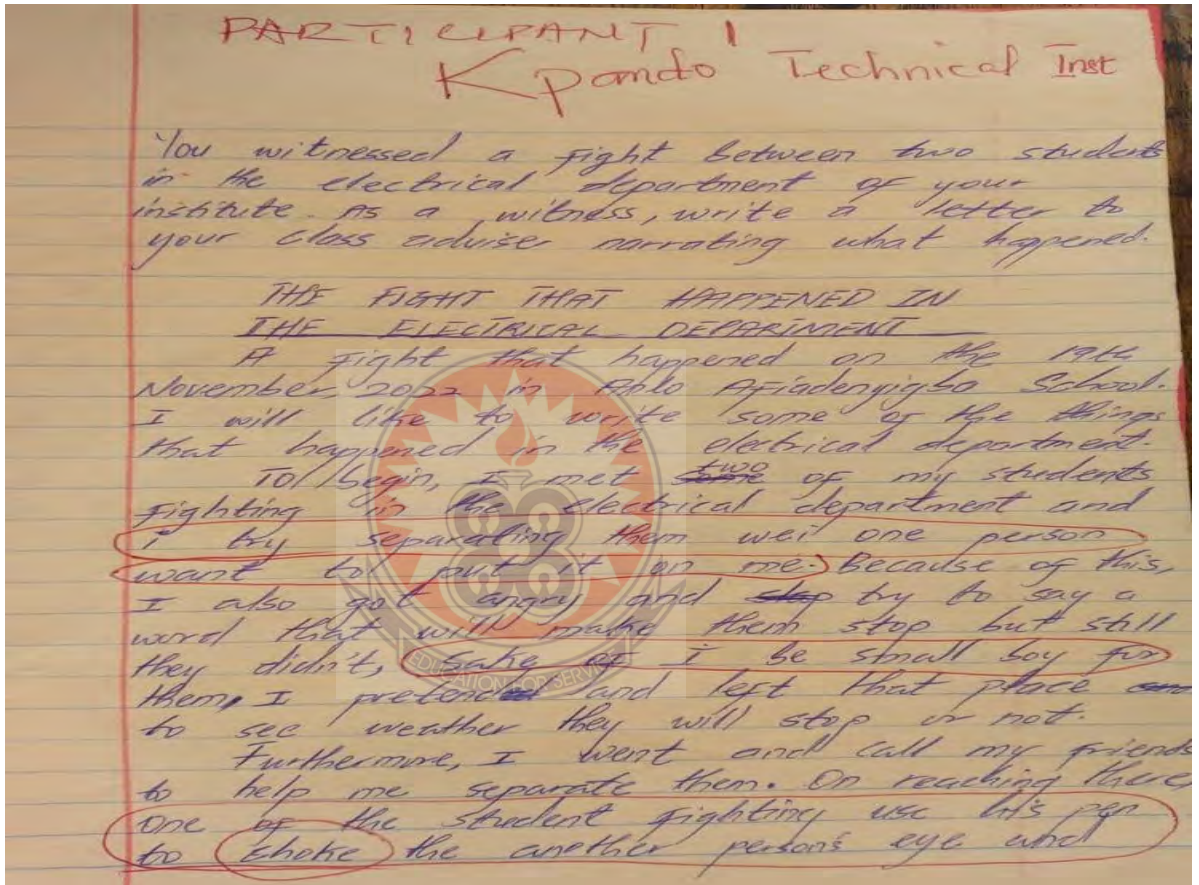 PARTICIPANT 1
Kpando Technical Inst
You witnessed a fight between two students
in the electrical department of your
institute. As a witness, write a letter to
your class adviser narrating what happened.
THE FIGHT THAT HAPPENED IN
THE ELECTRICAL DEPARTMENT
A fight that happened on the 19th
November, 2022 in Anlo Afiadenyigba School.
I will like to write some of the things
that happened in the electrical department.
To begin, I met two of my students
fighting in the electrical department and
i try separating them wei one person
want to put it on me. Because of this,
I also got angry and try to say a
word that will make them stop but still
they didn't, Sake of I be small boy for
them, I pretend and left that place
to see weather they will stop or not.
Furthermore, I went and call my friends
to help me separate them. On reaching there,
one of the student fighting use his pen
to choke the another person's eye and
EDUCATION FOR SERVICE